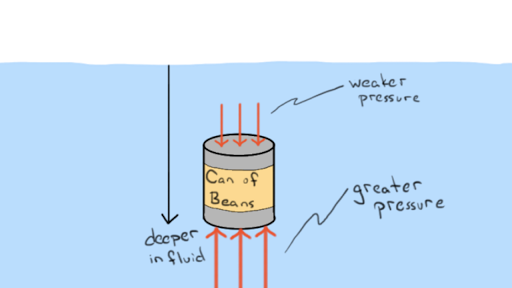 weaker
pressure
Can of
Beans
greater
pressure
deeper
in fluid